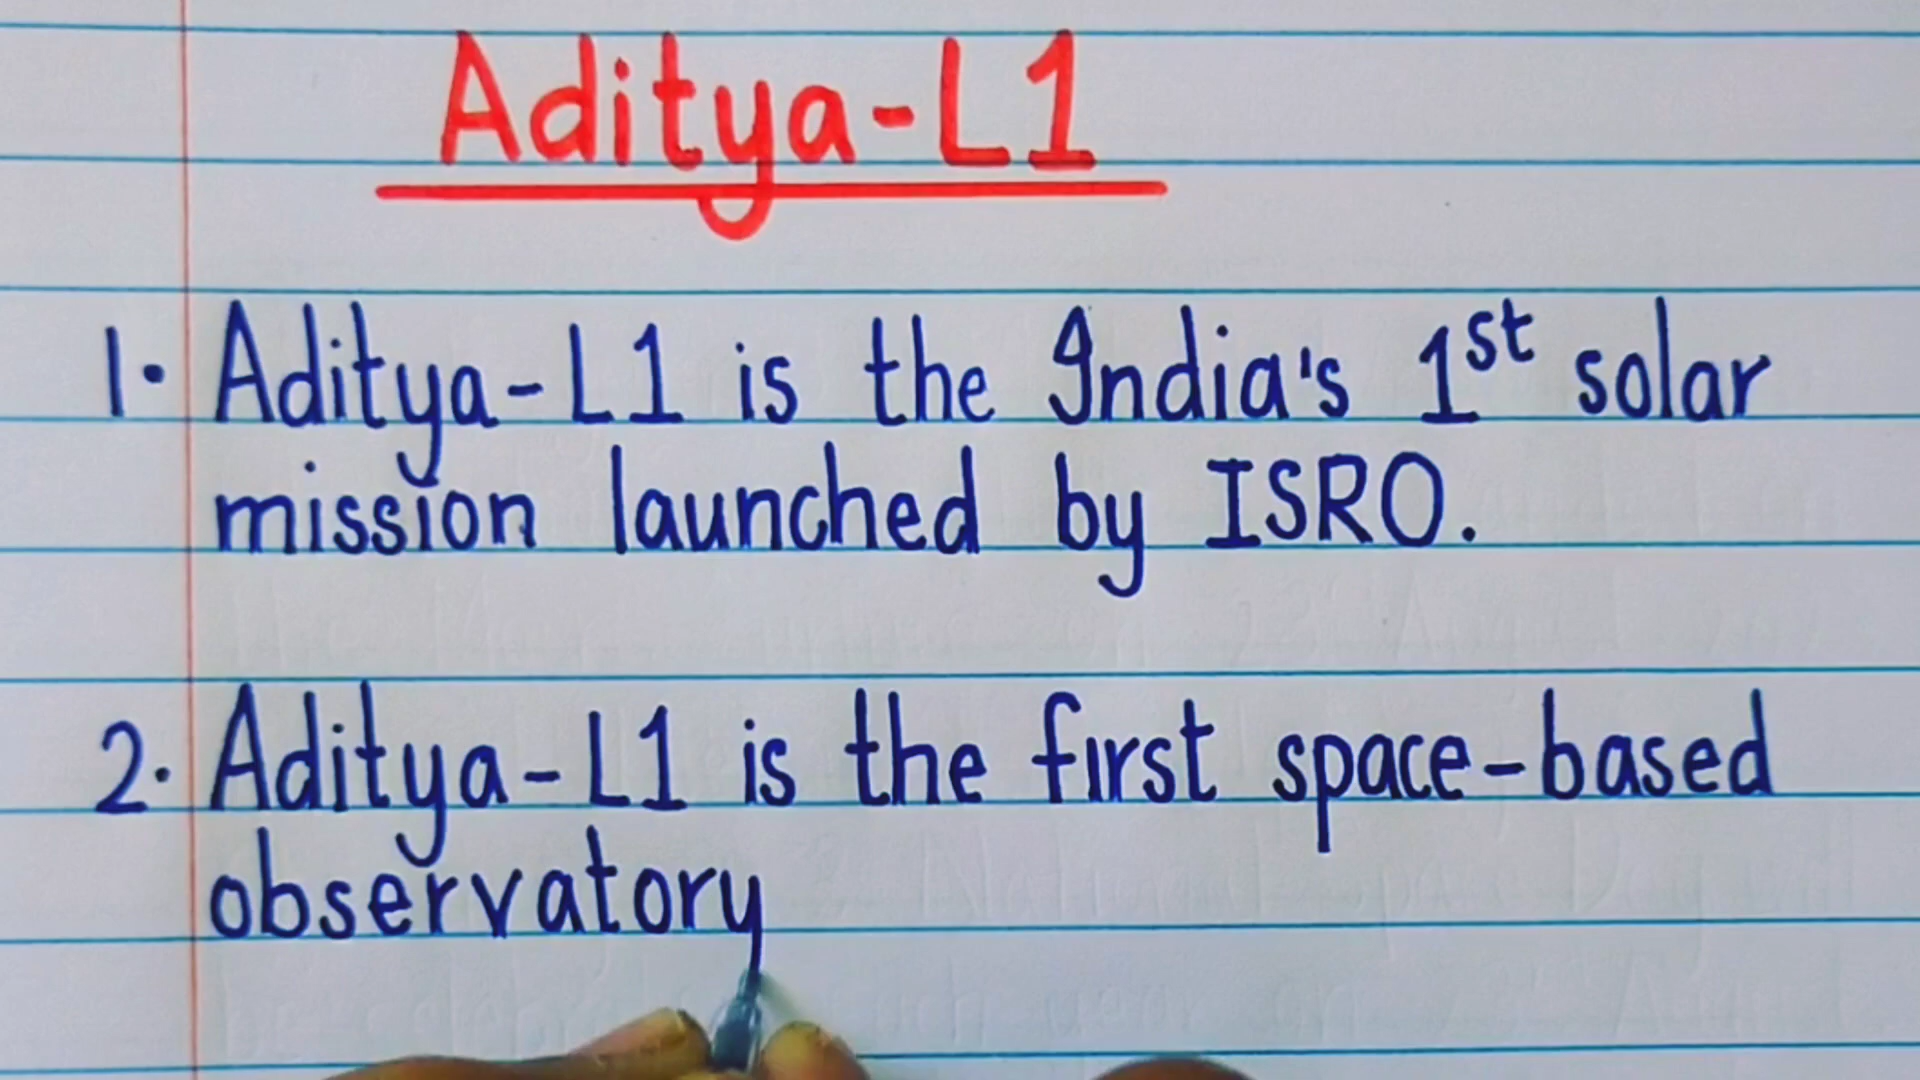 Aditya-L1
1. Aditya-L1 is the India's 1st solar
mission launched by ISRO.
2. Aditya-L1 is the first space-based
observatory